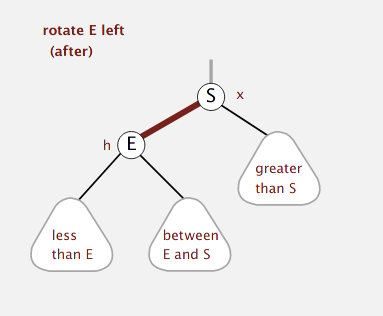 rotate E left
(after)
S
x
h
E
greater
than S
less
than E
between
E and S